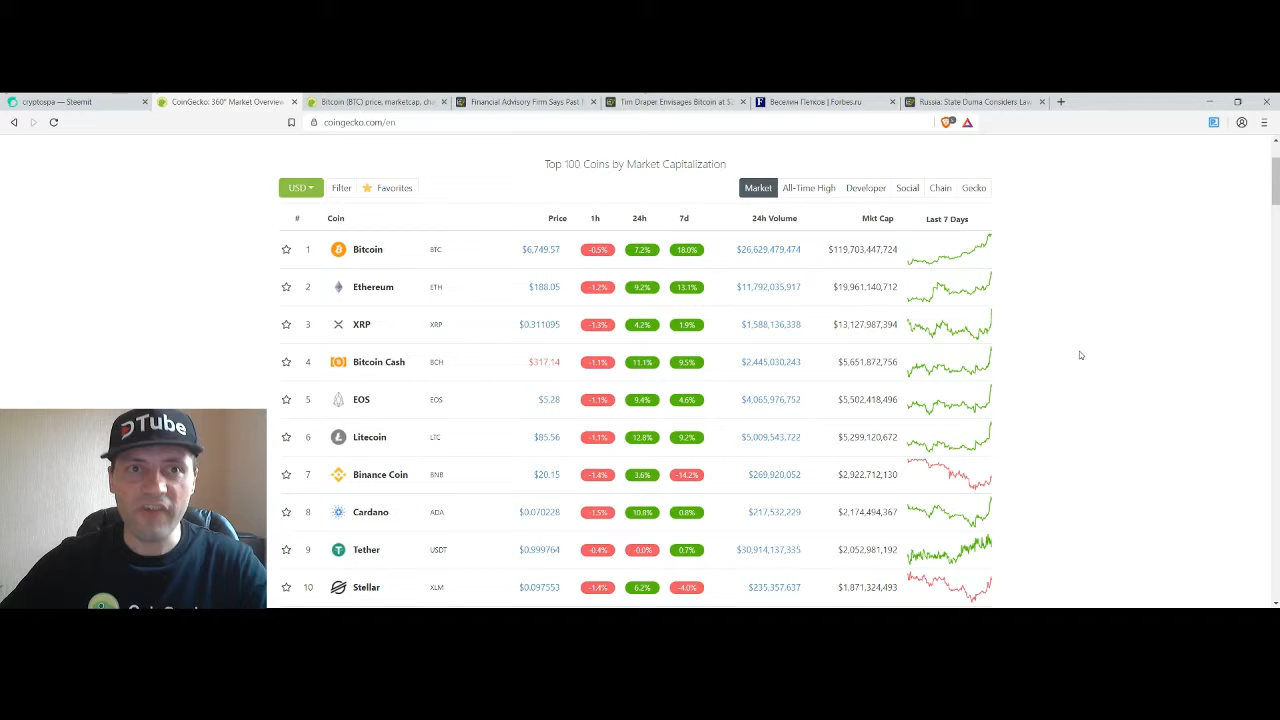 cryptospa — Steemit
CoinGecko: 360° Market Overview
Bitcoin (BTC) price, marketcap, ch
Financial Advisory Firm Says Past
Tim Draper Envisages Bitcoin at
Веселин Петков | Forbes.ru
Russia: State Duma Considers Law
coingecko.com/en
Top 100 Coins by Market Capitalization
USD Filter Favorites Market All-Time High Developer Social Chain Gecko
# Coin Price 1h 24h 7d 24h Volume Mkt Cap Last 7 Days
1 Bitcoin BTC $6,749.57 -0.5% 7.2% 18.0% $26,629,479,474 $119,703,447,724
2 Ethereum ETH $188.05 -1.2% 9.2% 13.1% $11,792,035,917 $19,961,140,712
3 XRP XRP $0.311095 -1.3% 4.2% 1.9% $1,588,136,338 $13,127,987,394
4 Bitcoin Cash BCH $317.14 -1.1% 11.1% 9.5% $2,445,030,243 $5,651,872,756
5 EOS EOS $5.28 -1.1% 9.4% 4.6% $4,065,976,752 $5,502,418,496
6 Litecoin LTC $85.56 -1.1% 12.8% 9.2% $5,009,543,722 $5,299,120,672
7 Binance Coin BNB $20.15 -1.4% 3.6% -14.2% $269,920,052 $2,922,712,130
8 Cardano ADA $0.070228 -1.5% 10.8% 0.8% $217,532,229 $2,174,494,367
9 Tether USDT $0.999764 -0.4% -0.0% 0.7% $30,914,137,335 $2,052,981,192
10 Stellar XLM $0.097553 -1.4% 6.2% -4.0% $235,357,637 $1,871,324,493
DTube